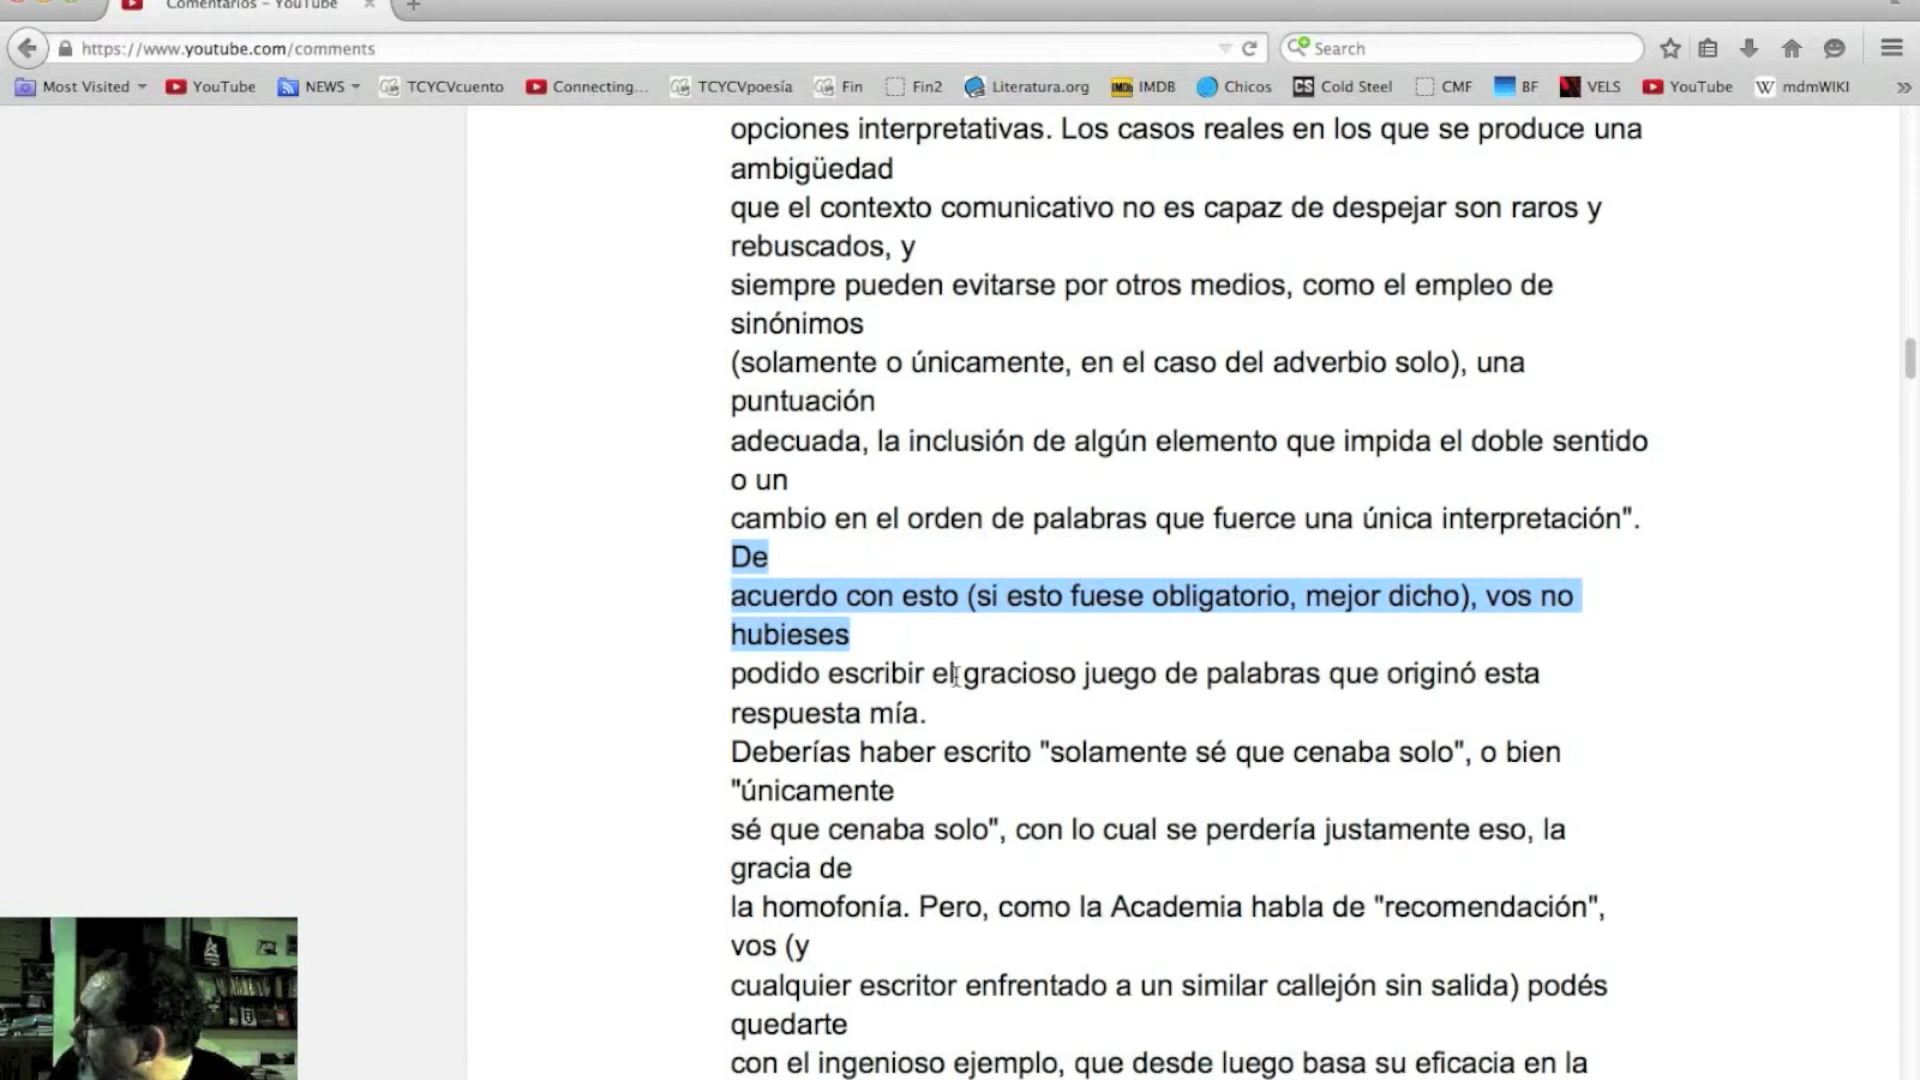 Comentarios – YouTube
https://www.youtube.com/comments
Search
Most Visited
YouTube
NEWS
TCYCVcuento
Connecting...
TCYCVpoesía
Fin
Fin2
Literatura.org
IMDB
Chicos
Cold Steel
CMF
BF
VELS
YouTube
mdmWIKI
opciones interpretativas. Los casos reales en los que se produce una
ambigüedad
que el contexto comunicativo no es capaz de despejar son raros y
rebuscados, y
siempre pueden evitarse por otros medios, como el empleo de
sinónimos
(solamente o únicamente, en el caso del adverbio solo), una
puntuación
adecuada, la inclusión de algún elemento que impida el doble sentido
o un
cambio en el orden de palabras que fuerce una única interpretación".
De
acuerdo con esto (si esto fuese obligatorio, mejor dicho), vos no
hubieses
podido escribir el gracioso juego de palabras que originó esta
respuesta mía.
Deberías haber escrito "solamente sé que cenaba solo", o bien
"únicamente
sé que cenaba solo", con lo cual se perdería justamente eso, la
gracia de
la homofonía. Pero, como la Academia habla de "recomendación",
vos (y
cualquier escritor enfrentado a un similar callejón sin salida) podés
quedarte
con el ingenioso ejemplo, que desde luego basa su eficacia en la